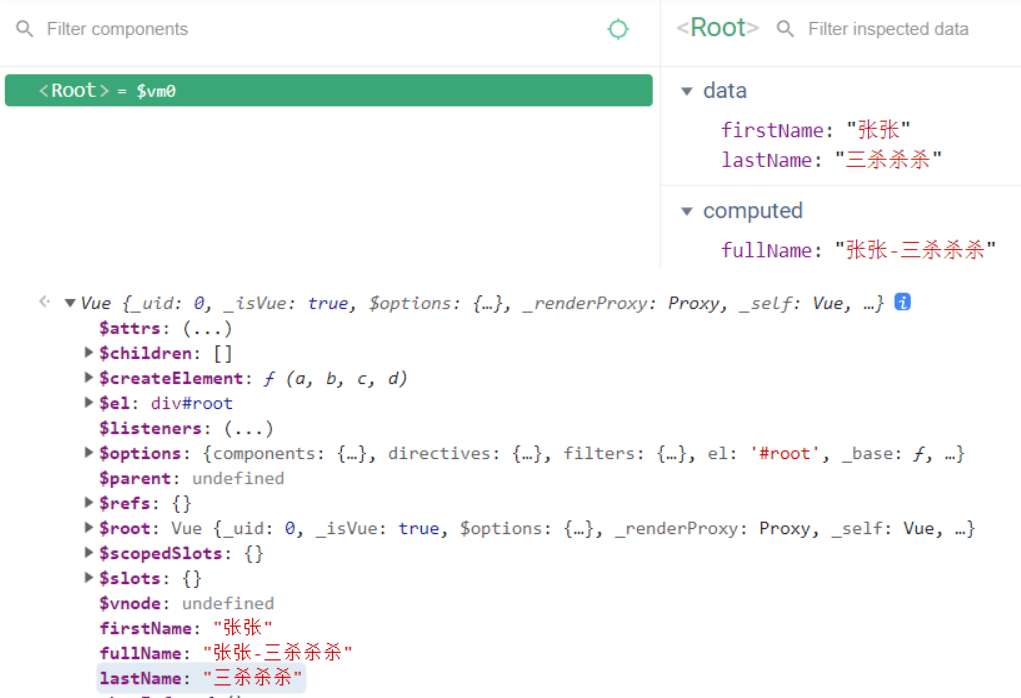 Filter components
<Root> = $vm0
<Root> Filter inspected data
data
firstName: "张张"
lastName: "三杀杀杀"
computed
fullName: "张张-三杀杀杀"
Vue {_uid: 0, _isVue: true, $options: {…}, _renderProxy: Proxy, _self: Vue, …} i
$attrs: (...)
$children: []
$createElement: ƒ (a, b, c, d)
$el: div#root
$listeners: (...)
$options: {components: {…}, directives: {…}, filters: {…}, el: '#root', _base: ƒ, …}
$parent: undefined
$refs: {}
$root: Vue {_uid: 0, _isVue: true, $options: {…}, _renderProxy: Proxy, _self: Vue, …}
$scopedSlots: {}
$slots: {}
$vnode: undefined
firstName: "张张"
fullName: "张张-三杀杀杀"
lastName: "三杀杀杀"